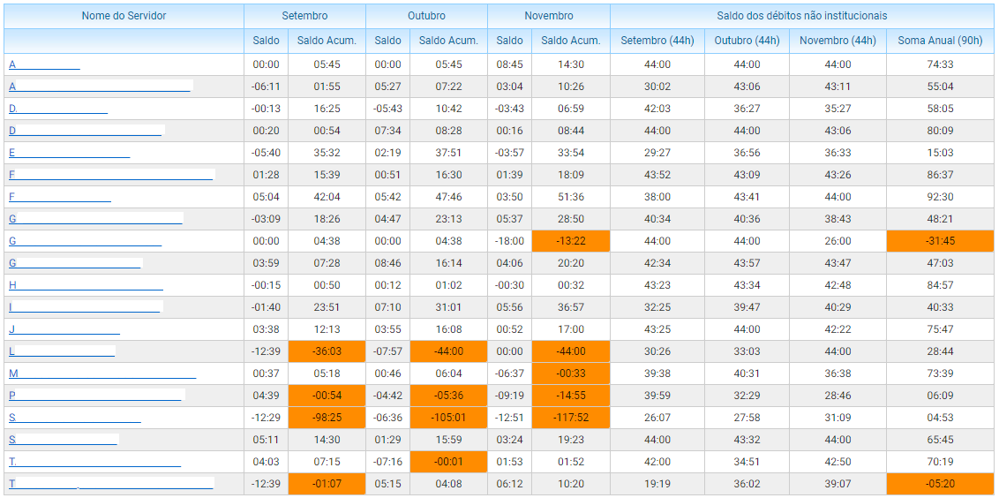 Nome do Servidor Setembro Outubro Novembro Saldo dos débitos não institucionais
Saldo Saldo Acum. Saldo Saldo Acum. Saldo Saldo Acum. Setembro (44h) Outubro (44h) Novembro (44h) Soma Anual (90h)
A 00:00 05:45 00:00 05:45 08:45 14:30 44:00 44:00 44:00 74:33
A -06:11 01:55 05:27 07:22 03:04 10:26 30:02 43:06 43:11 55:04
D. -00:13 16:25 -05:43 10:42 -03:43 06:59 42:03 36:27 35:27 58:05
D 00:20 00:54 07:34 08:28 00:16 08:44 44:00 44:00 43:06 80:09
E -05:40 35:32 02:19 37:51 -03:57 33:54 29:27 36:56 36:33 15:03
F 01:28 15:39 00:51 16:30 01:39 18:09 43:52 43:09 43:26 86:37
F 05:04 42:04 05:42 47:46 03:50 51:36 38:00 43:41 44:00 92:30
G -03:09 18:26 04:47 23:13 05:37 28:50 40:34 40:36 38:43 48:21
G 00:00 04:38 00:00 04:38 -18:00 -13:22 44:00 44:00 26:00 -31:45
G 03:59 07:28 08:46 16:14 04:06 20:20 42:34 43:57 43:47 47:03
H -00:15 00:50 00:12 01:02 -00:30 00:32 43:23 43:34 42:48 84:57
I -01:40 23:51 07:10 31:01 05:56 36:57 32:25 39:47 40:29 40:33
J 03:38 12:13 03:55 16:08 00:52 17:00 43:25 44:00 42:22 75:47
L -12:39 -36:03 -07:57 -44:00 00:00 -44:00 30:26 33:03 44:00 28:44
M 00:37 05:18 00:46 06:04 -06:37 -00:33 39:38 40:31 36:38 73:39
P 04:39 -00:54 -04:42 -05:36 -09:19 -14:55 39:59 32:29 28:46 06:09
S -12:29 -98:25 -06:36 -105:01 -12:51 -117:52 26:07 27:58 31:09 04:53
S 05:11 14:30 01:29 15:59 03:24 19:23 44:00 43:32 44:00 65:45
T. 04:03 07:15 -07:16 -00:01 01:53 01:52 42:00 34:51 42:50 70:19
T -12:39 -01:07 05:15 04:08 06:12 10:20 19:19 36:02 39:07 -05:20